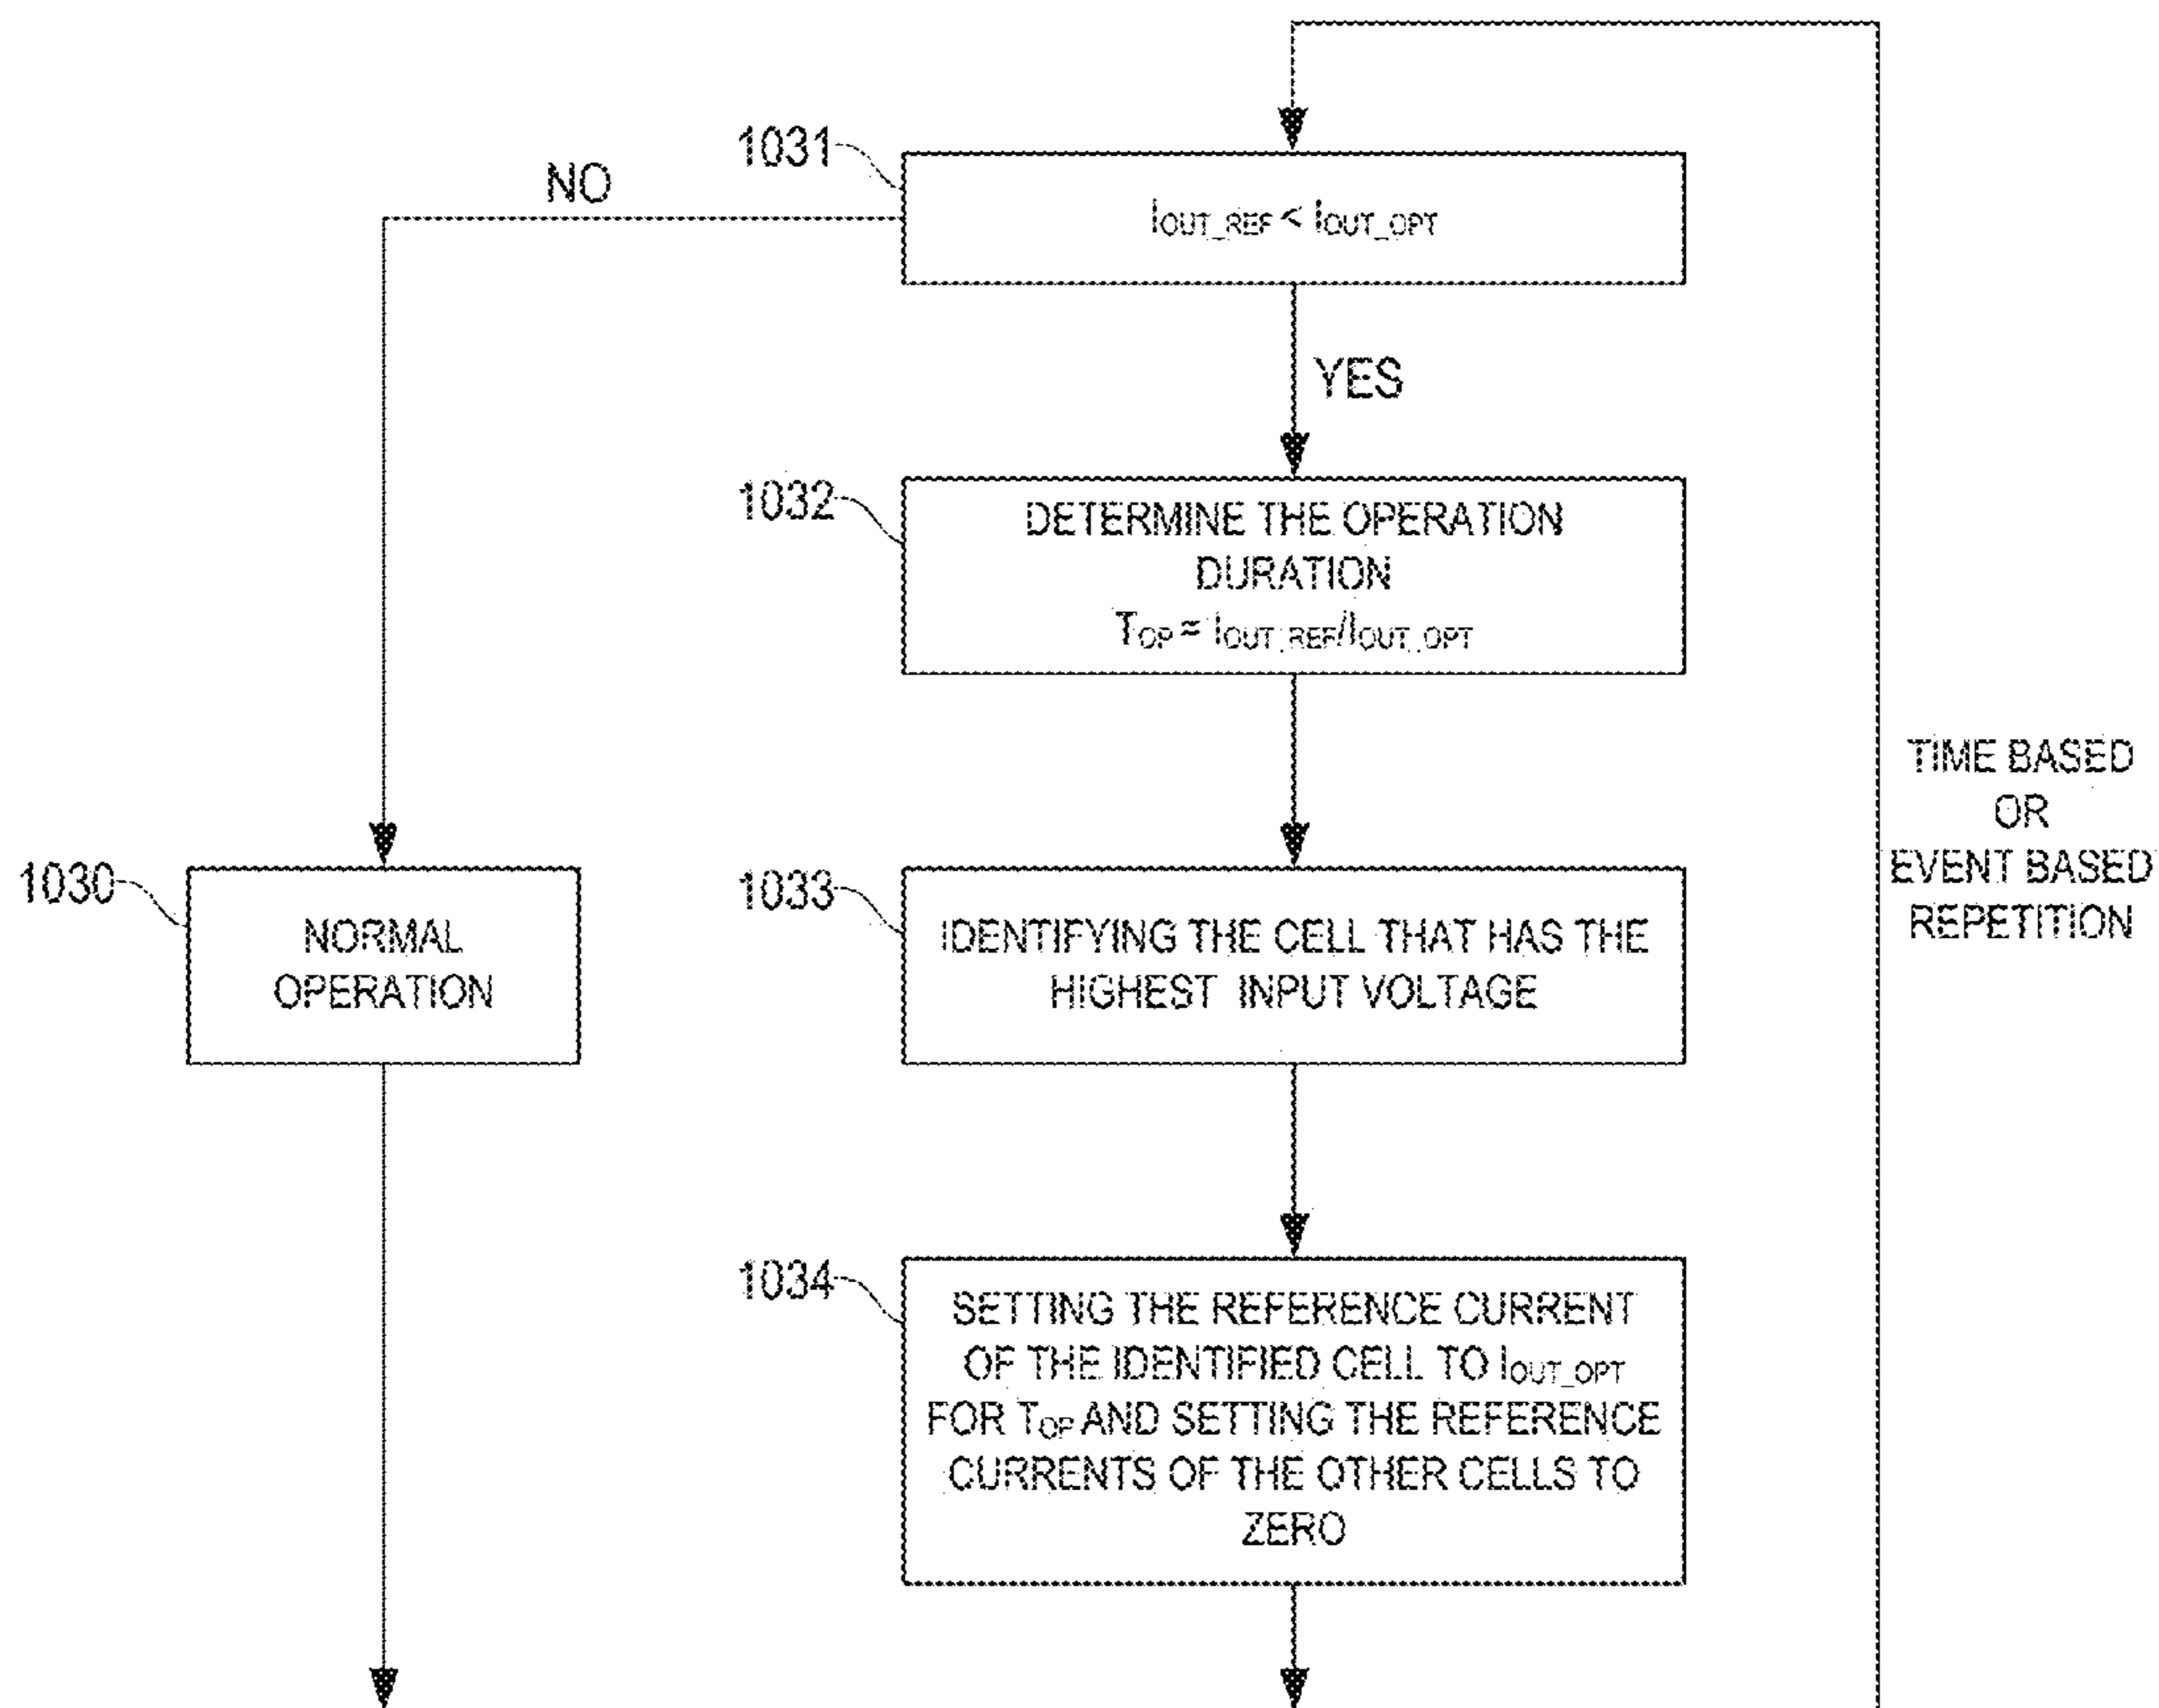 1031
NO
IOUT_REF < IOUT_OPT
YES
1032
DETERMINE THE OPERATION
DURATION
TOP = IOUT_REF/IOUT_OPT
TIME BASED
OR
EVENT BASED
REPETITION
1030
NORMAL
OPERATION
1033
IDENTIFYING THE CELL THAT HAS THE
HIGHEST INPUT VOLTAGE
1034
SETTING THE REFERENCE CURRENT
OF THE IDENTIFIED CELL TO IOUT_OPT
FOR TOP AND SETTING THE REFERENCE
CURRENTS OF THE OTHER CELLS TO
ZERO